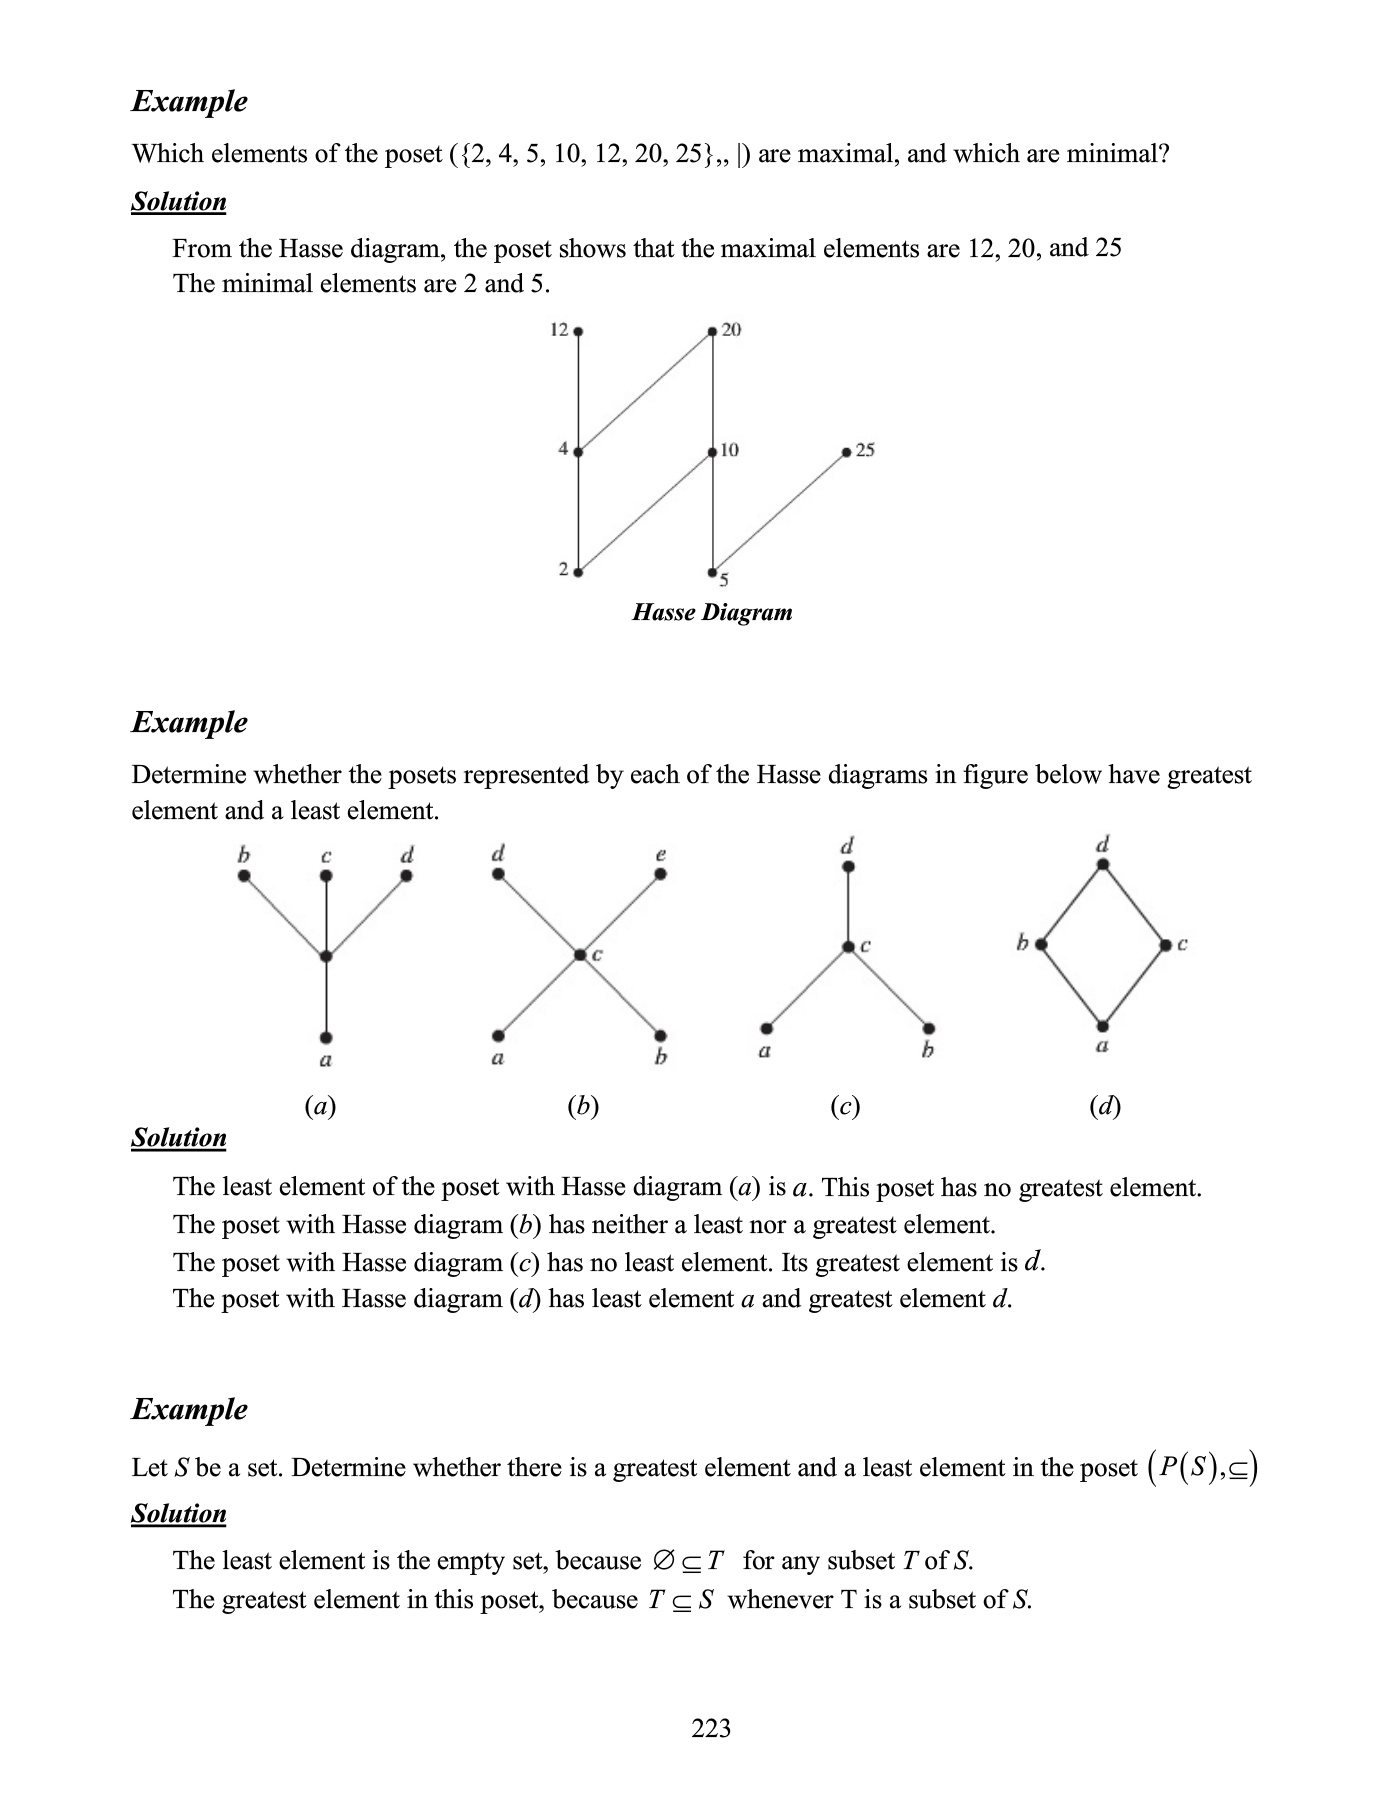 Example
Which elements of the poset ({2, 4, 5, 10, 12, 20, 25},, |) are maximal, and which are minimal?
Solution
From the Hasse diagram, the poset shows that the maximal elements are 12, 20, and 25
The minimal elements are 2 and 5.
12 20
4 10 25
2 5
Hasse Diagram
Example
Determine whether the posets represented by each of the Hasse diagrams in figure below have greatest
element and a least element.
b c d d e d d
c c b c
a a b a b a
(a) (b) (c) (d)
Solution
The least element of the poset with Hasse diagram (a) is a. This poset has no greatest element.
The poset with Hasse diagram (b) has neither a least nor a greatest element.
The poset with Hasse diagram (c) has no least element. Its greatest element is d.
The poset with Hasse diagram (d) has least element a and greatest element d.
Example
Let S be a set. Determine whether there is a greatest element and a least element in the poset (P(S),⊆)
Solution
The least element is the empty set, because ∅ ⊆ T for any subset T of S.
The greatest element in this poset, because T ⊆ S whenever T is a subset of S.
223